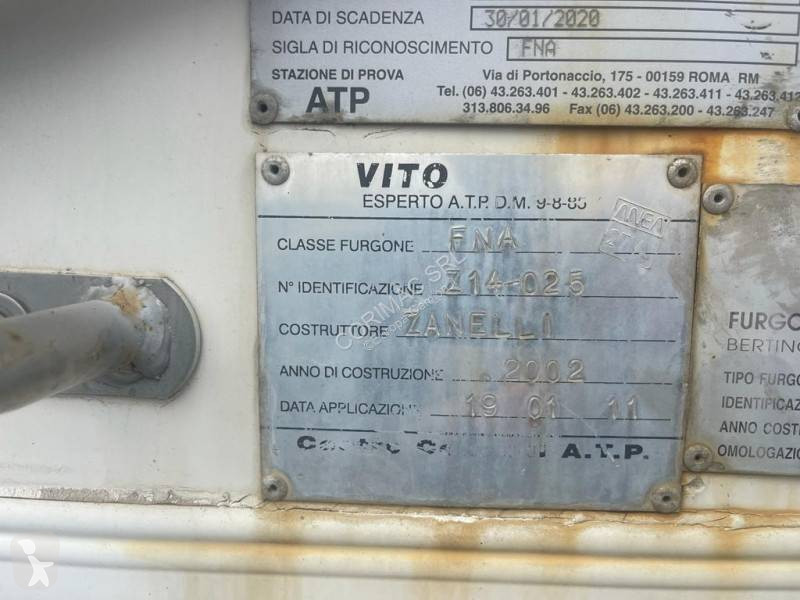 DATA DI SCADENZA 30/01/2020
SIGLA DI RICONOSCIMENTO FNA
STAZIONE DI PROVA Via di Portonaccio, 175 - 00159 ROMA RM
ATP Tel. (06) 43.263.401 - 43.263.402 - 43.263.411 - 43.263.412
313.806.34.96 Fax (06) 43.263.200 - 43.263.247
VITO
ESPERTO A.T.P. D.M. 9-8-85
CLASSE FURGONE FNA
N° IDENTIFICAZIONE Z14-025
COSTRUTTORE ZANELLI
ANNO DI COSTRUZIONE 2002
DATA APPLICAZIONE 19 01 11
A.T.P.
CORIMAC SRL
FURGO
BERTINO
TIPO FURGO
IDENTIFICAZ
ANNO COST
OMOLOGAZIO